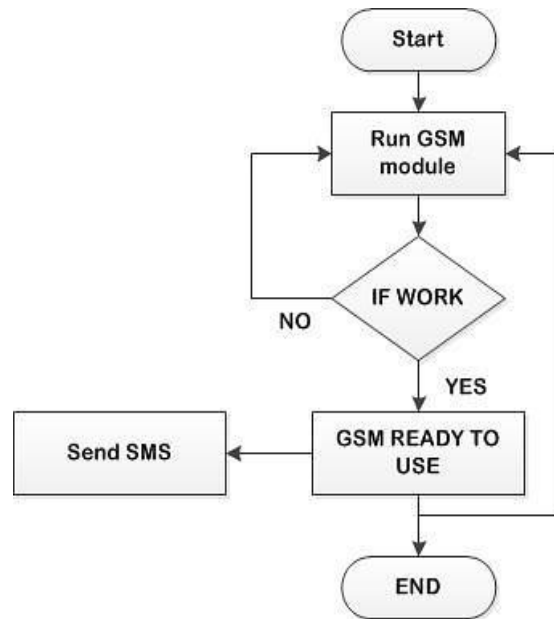 Start
Run GSM
module
IF WORK
NO
YES
Send SMS
GSM READY TO
USE
END